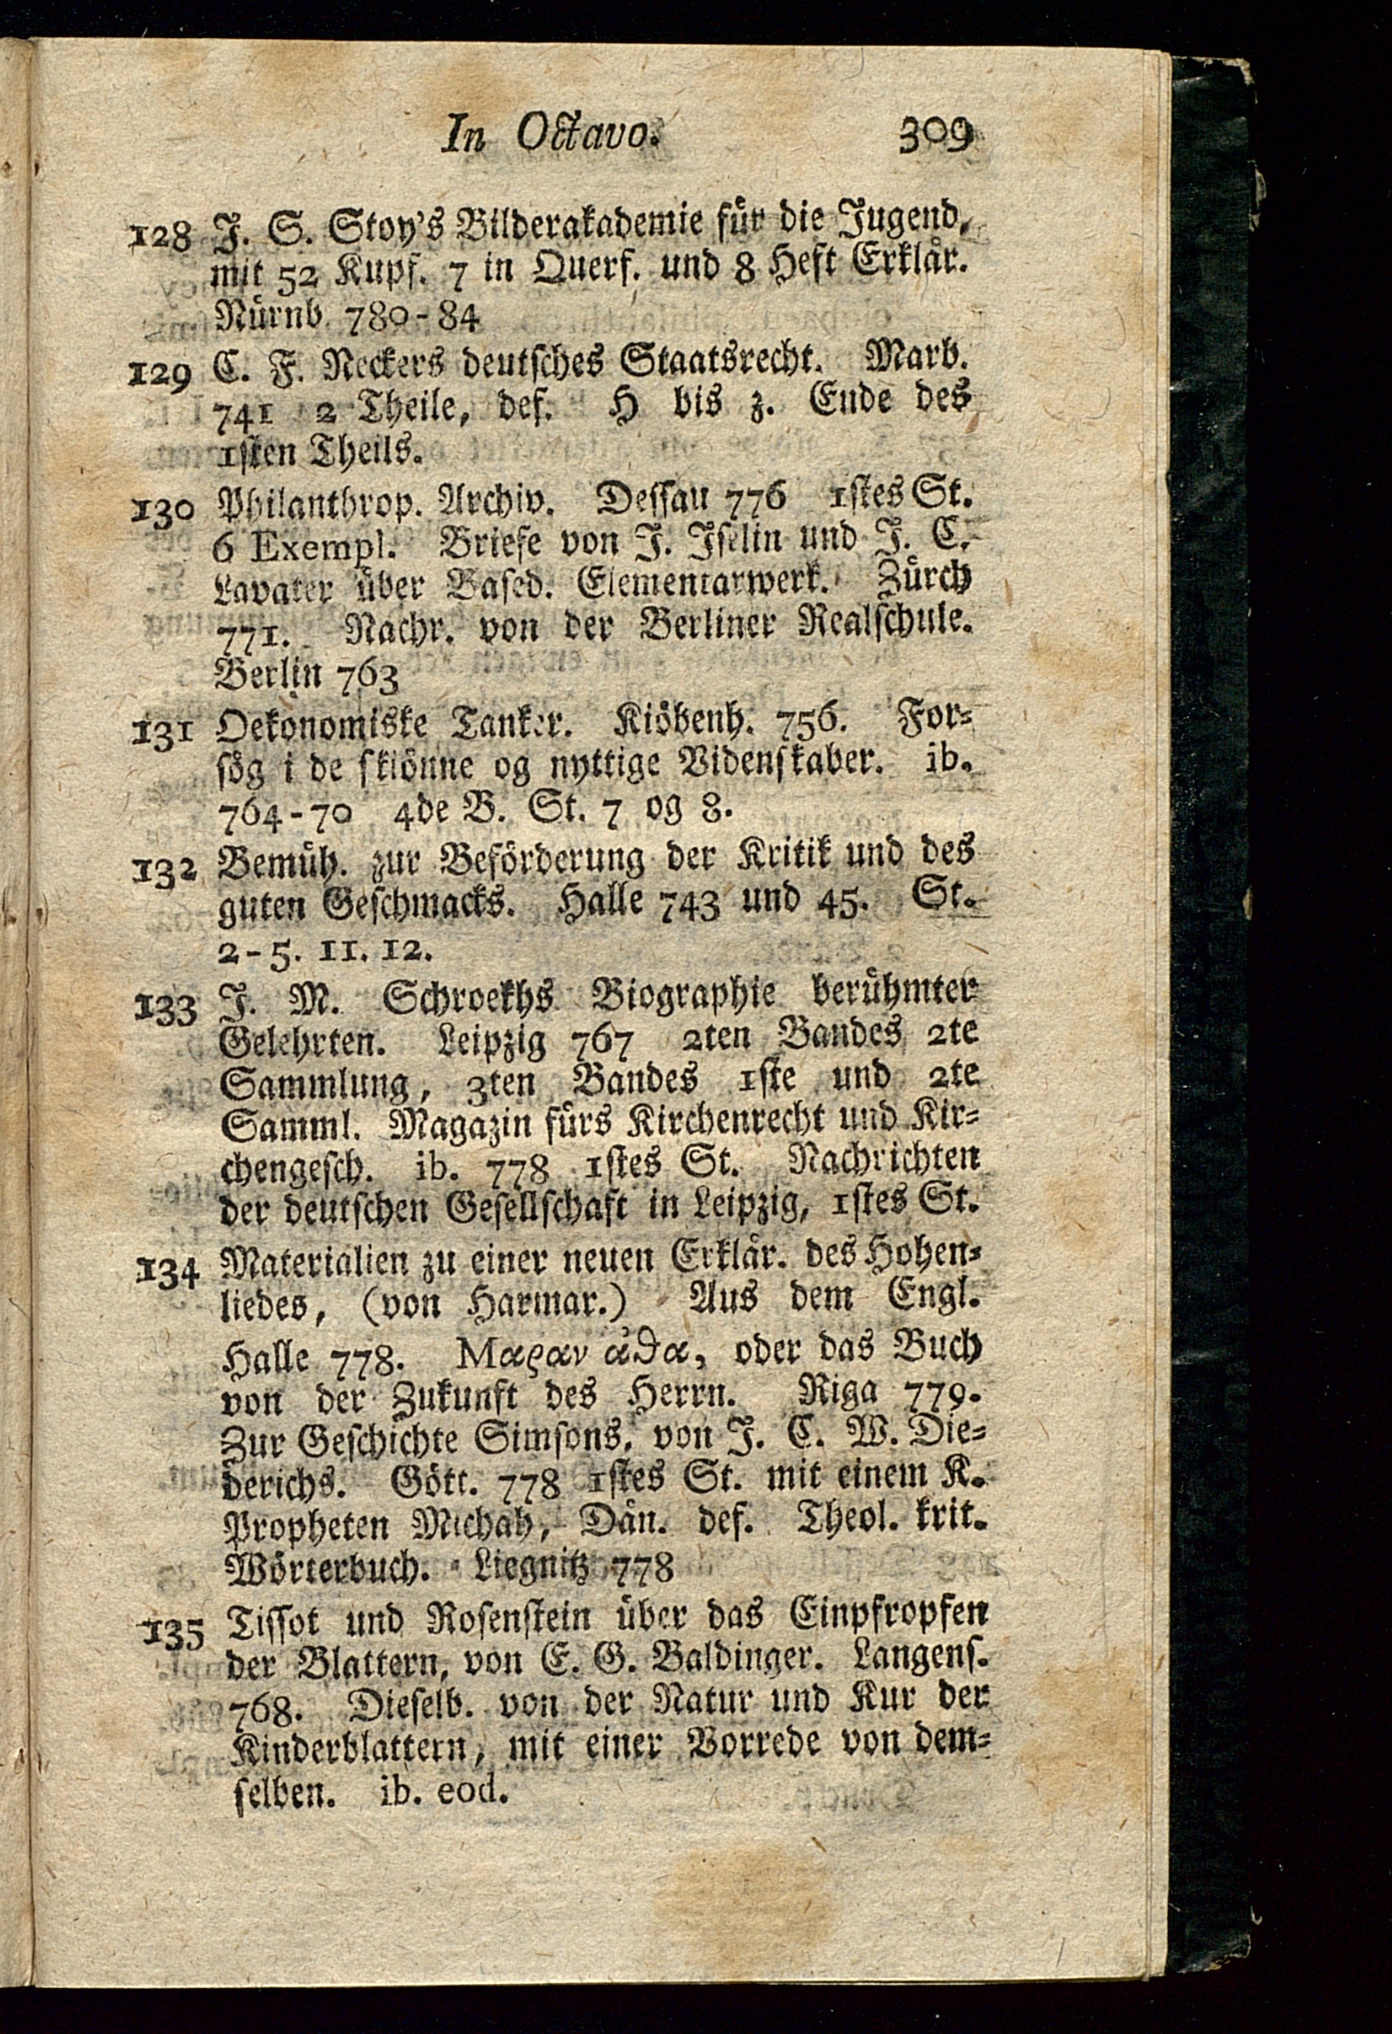 In Octavo. 309
128 J. S. Stoy's Bilderakademie für die Jugend,
mit 52 Kupf. 7 in Querf. und 8 Heft Erklär.
Nürnb. 780-84
129 C. F. Neckers deutsches Staatsrecht. Marb.
741 2 Theile, def. H bis z. Ende des
1sten Theils.
130 Philanthrop. Archiv. Dessau 776 1stes St.
6 Exempl. Briefe von J. Iselin und J. C.
Lavater über Based. Elementarwerk. Zürch
771. Nachr. von der Berliner Realschule.
Berlin 763
131 Oekonomiske Tanker. Kiöbenh. 756. For-
sög i de skiönne og nyttige Videnskaber. ib.
764-70 4de B. St. 7 og 8.
132 Bemüh. zur Beförderung der Kritik und des
guten Geschmacks. Halle 743 und 45. St.
2-5. 11. 12.
133 J. M. Schroekhs Biographie berühmter
Gelehrten. Leipzig 767 2ten Bandes 2te
Sammlung, 3ten Bandes 1ste und 2te
Samml. Magazin fürs Kirchenrecht und Kir-
chengesch. ib. 778 1stes St. Nachrichten
der deutschen Gesellschaft in Leipzig, 1stes St.
134 Materialien zu einer neuen Erklär. des Hohen-
liedes, (von Harmar.) Aus dem Engl.
Halle 778. Μαραν ἀθα, oder das Buch
von der Zukunft des Herrn. Riga 779.
Zur Geschichte Simsons, von J. C. W. Die-
derichs. Gött. 778 1stes St. mit einem K.
Propheten Michah, Dän. def. Theol. krit.
Wörterbuch. Liegnitz 778
135 Tissot und Rosenstein über das Einpfropfen
der Blattern, von E. G. Baldinger. Langens.
768. Dieselb. von der Natur und Kur der
Kinderblattern, mit einer Vorrede von dem-
selben. ib. eod.